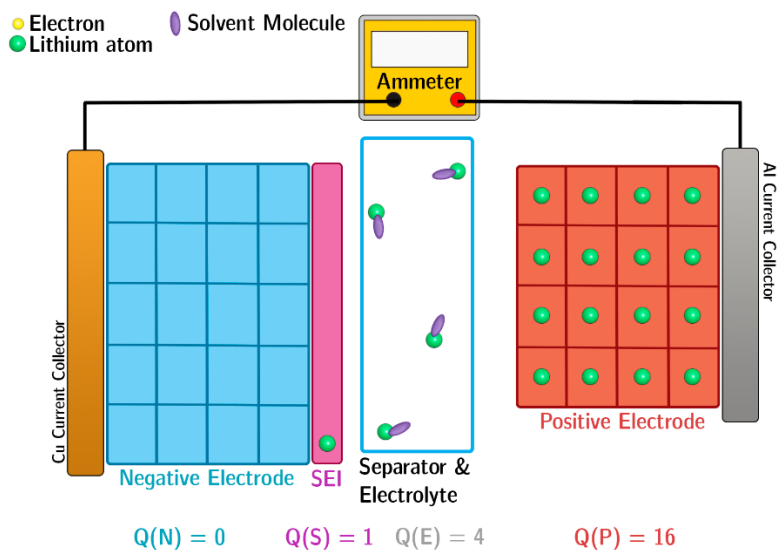 Electron
Solvent Molecule
Lithium atom
Ammeter
Cu Current Collector
Al Current Collector
Negative Electrode
SEI
Separator &
Electrolyte
Positive Electrode
Q(N) = 0
Q(S) = 1
Q(E) = 4
Q(P) = 16